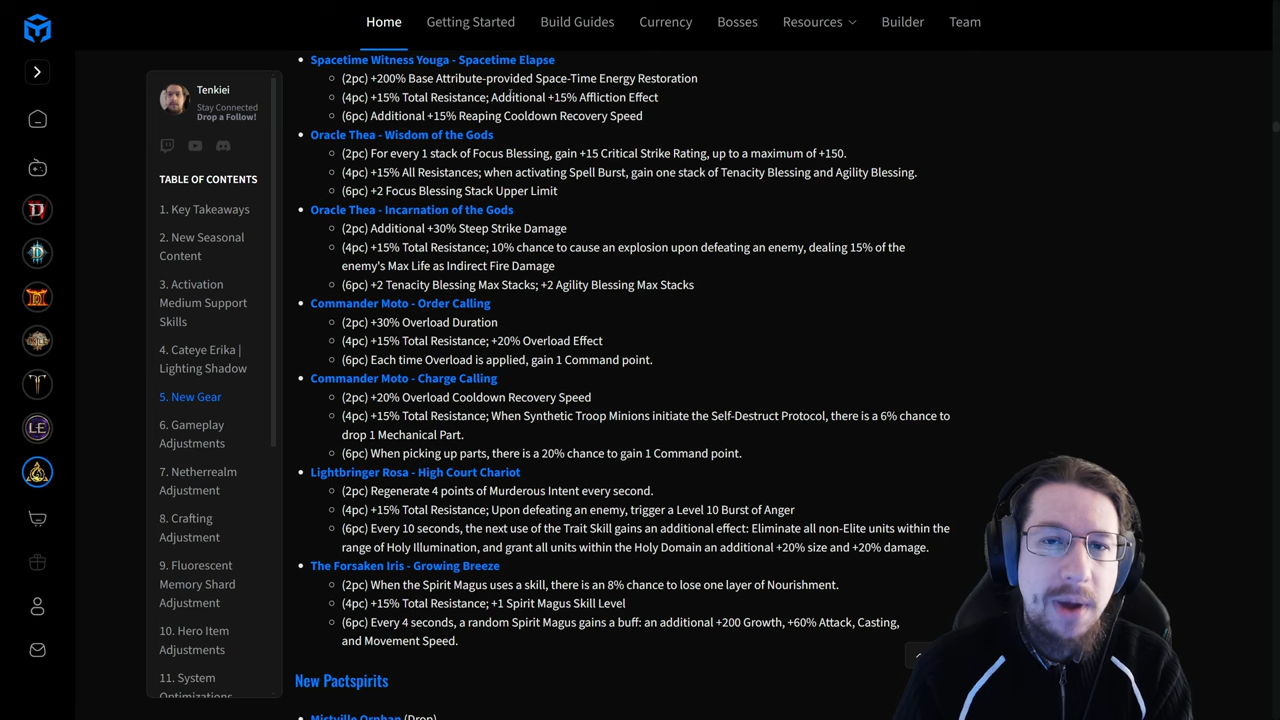 Home Getting Started Build Guides Currency Bosses Resources Builder Team
Tenkiei
Stay Connected
Drop a Follow!
TABLE OF CONTENTS
1. Key Takeaways
2. New Seasonal
Content
3. Activation
Medium Support
Skills
4. Cateye Erika |
Lighting Shadow
5. New Gear
6. Gameplay
Adjustments
7. Netherrealm
Adjustment
8. Crafting
Adjustment
9. Fluorescent
Memory Shard
Adjustment
10. Hero Item
Adjustments
11. System
Optimizations
Spacetime Witness Youga - Spacetime Elapse
(2pc) +200% Base Attribute-provided Space-Time Energy Restoration
(4pc) +15% Total Resistance; Additional +15% Affliction Effect
(6pc) Additional +15% Reaping Cooldown Recovery Speed
Oracle Thea - Wisdom of the Gods
(2pc) For every 1 stack of Focus Blessing, gain +15 Critical Strike Rating, up to a maximum of +150.
(4pc) +15% All Resistances; when activating Spell Burst, gain one stack of Tenacity Blessing and Agility Blessing.
(6pc) +2 Focus Blessing Stack Upper Limit
Oracle Thea - Incarnation of the Gods
(2pc) Additional +30% Steep Strike Damage
(4pc) +15% Total Resistance; 10% chance to cause an explosion upon defeating an enemy, dealing 15% of the
enemy's Max Life as Indirect Fire Damage
(6pc) +2 Tenacity Blessing Max Stacks; +2 Agility Blessing Max Stacks
Commander Moto - Order Calling
(2pc) +30% Overload Duration
(4pc) +15% Total Resistance; +20% Overload Effect
(6pc) Each time Overload is applied, gain 1 Command point.
Commander Moto - Charge Calling
(2pc) +20% Overload Cooldown Recovery Speed
(4pc) +15% Total Resistance; When Synthetic Troop Minions initiate the Self-Destruct Protocol, there is a 6% chance to
drop 1 Mechanical Part.
(6pc) When picking up parts, there is a 20% chance to gain 1 Command point.
Lightbringer Rosa - High Court Chariot
(2pc) Regenerate 4 points of Murderous Intent every second.
(4pc) +15% Total Resistance; Upon defeating an enemy, trigger a Level 10 Burst of Anger
(6pc) Every 10 seconds, the next use of the Trait Skill gains an additional effect: Eliminate all non-Elite units within the
range of Holy Illumination, and grant all units within the Holy Domain an additional +20% size and +20% damage.
The Forsaken Iris - Growing Breeze
(2pc) When the Spirit Magus uses a skill, there is an 8% chance to lose one layer of Nourishment.
(4pc) +15% Total Resistance; +1 Spirit Magus Skill Level
(6pc) Every 4 seconds, a random Spirit Magus gains a buff: an additional +200 Growth, +60% Attack, Casting,
and Movement Speed.
New Pactspirits
Mistville Orphan (Drop)